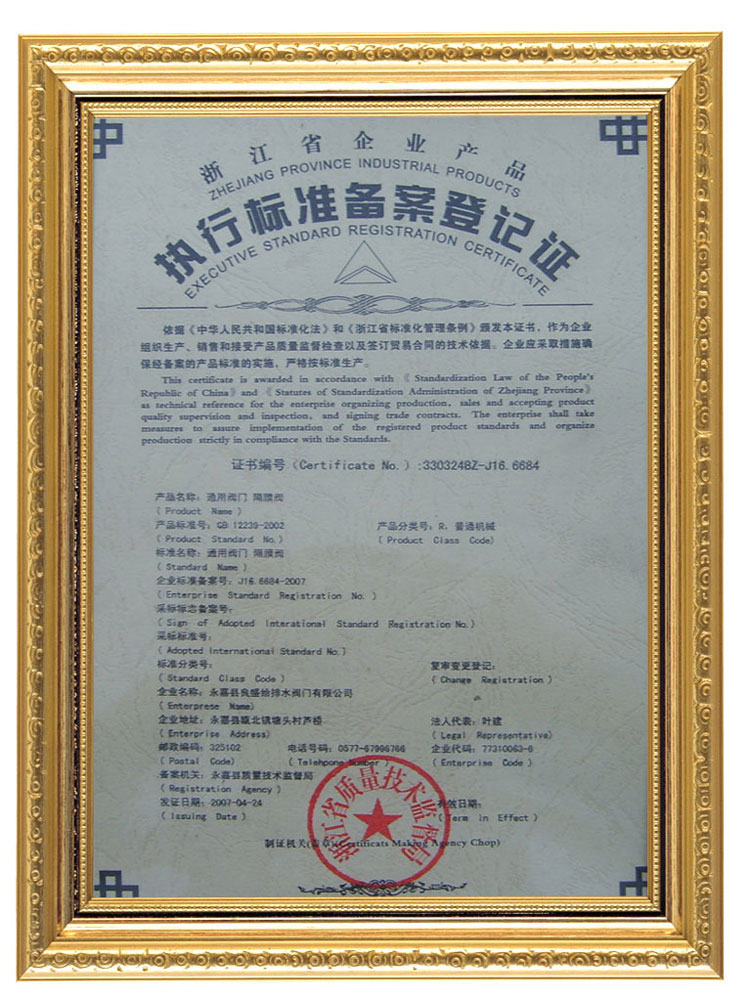 浙江省企业产品
ZHEJIANG PROVINCE INDUSTRIAL PRODUCTS
执行标准备案登记证
EXECUTIVE STANDARD REGISTRATION CERTIFICATE
依据《中华人民共和国标准化法》和《浙江省标准化管理条例》颁发本证书，作为企业
组织生产、销售和接受产品质量监督检查以及签订贸易合同的技术依据。企业应采取措施确
保经备案的产品标准的实施，严格按标准生产。
This certificate is awarded in accordance with 《 Standardization Law of the People's
Republic of China》 and 《 Statutes of Standardization Administration of Zhejiang Province》
as technical reference for the enterprise organizing production, sales and accepting product
quality supervision and inspection, and signing trade contracts. The enterprise shall take
measures to assure implementation of the registered product standards and organize
production strictly in compliance with the Standards.
证书编号（Certificate No.）:330324BZ-J16.6684
产品名称：通用阀门 隔膜阀
( Product Name )
产品标准号：GB 12239-2002 产品分类号：R：普通机械
( Product Standard No.) ( Product Class Code)
标准名称：通用阀门 隔膜阀
( Standard Name )
企业标准备案号：J16.6684-2007
( Enterprise Standard Registration No. )
采标标志备案号：
( Sign of Adopted Interational Standard Registration No.)
采标标准号：
( Adopted International Standard No.)
标准分类号： 复审变更登记：
( Standard Class Code ) ( Change Registration )
企业名称：永嘉县良盛给排水阀门有限公司
( Enterprese Name)
企业地址：永嘉县瓯北镇塘头村芦桥 法人代表：叶建
( Enterprise Address) ( Legal Representative)
邮政编码：325102 电话号码：0577-67996766 企业代码：77310063-6
( Postal Code) ( Telehpone Number ) ( Enterprise Code )
备案机关：永嘉县质量技术监督局
( Registration Agency )
发证日期：2007-04-24 有效日期：
( Issuing Date ) ( Term in Effect )
浙江省质量技术监督局
制证机关(盖章)(Certificats Making Agency Chop)